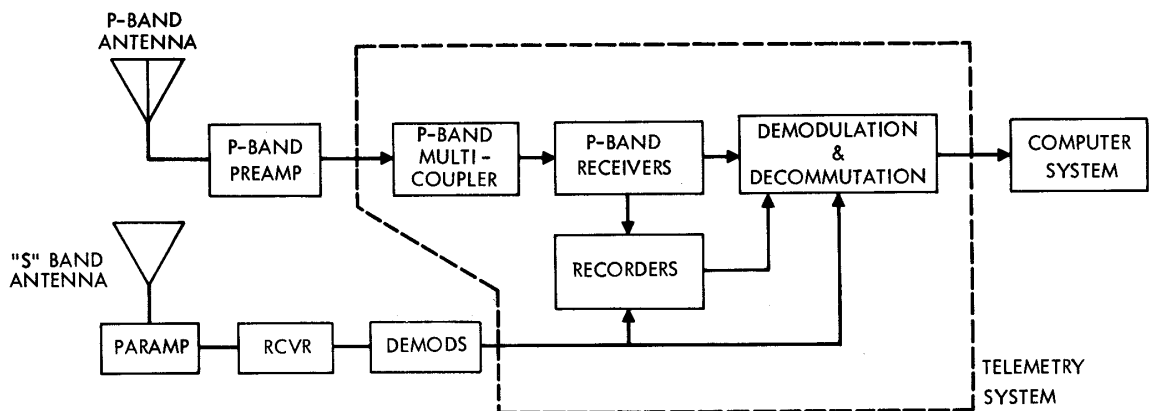 P-BAND
ANTENNA
P-BAND
PREAMP
P-BAND
MULTI-
COUPLER
P-BAND
RECEIVERS
DEMODULATION
&
DECOMMUTATION
COMPUTER
SYSTEM
"S" BAND
ANTENNA
RECORDERS
PARAMP
RCVR
DEMODS
TELEMETRY
SYSTEM